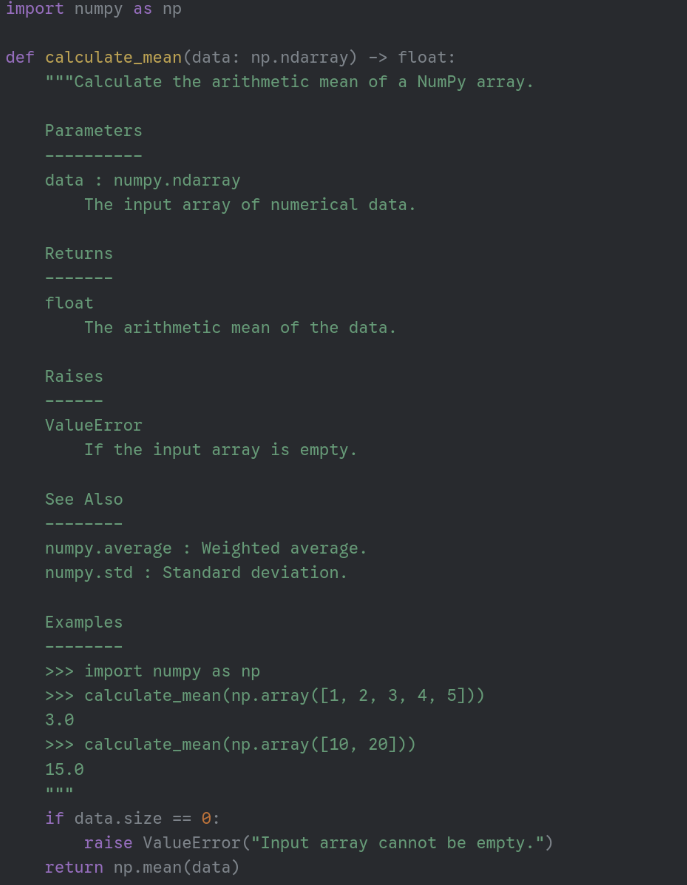 import numpy as np

def calculate_mean(data: np.ndarray) -> float:
    """Calculate the arithmetic mean of a NumPy array.

    Parameters
    ----------
    data : numpy.ndarray
        The input array of numerical data.

    Returns
    -------
    float
        The arithmetic mean of the data.

    Raises
    ------
    ValueError
        If the input array is empty.

    See Also
    --------
    numpy.average : Weighted average.
    numpy.std : Standard deviation.

    Examples
    --------
    >>> import numpy as np
    >>> calculate_mean(np.array([1, 2, 3, 4, 5]))
    3.0
    >>> calculate_mean(np.array([10, 20]))
    15.0
    """
    if data.size == 0:
        raise ValueError("Input array cannot be empty.")
    return np.mean(data)